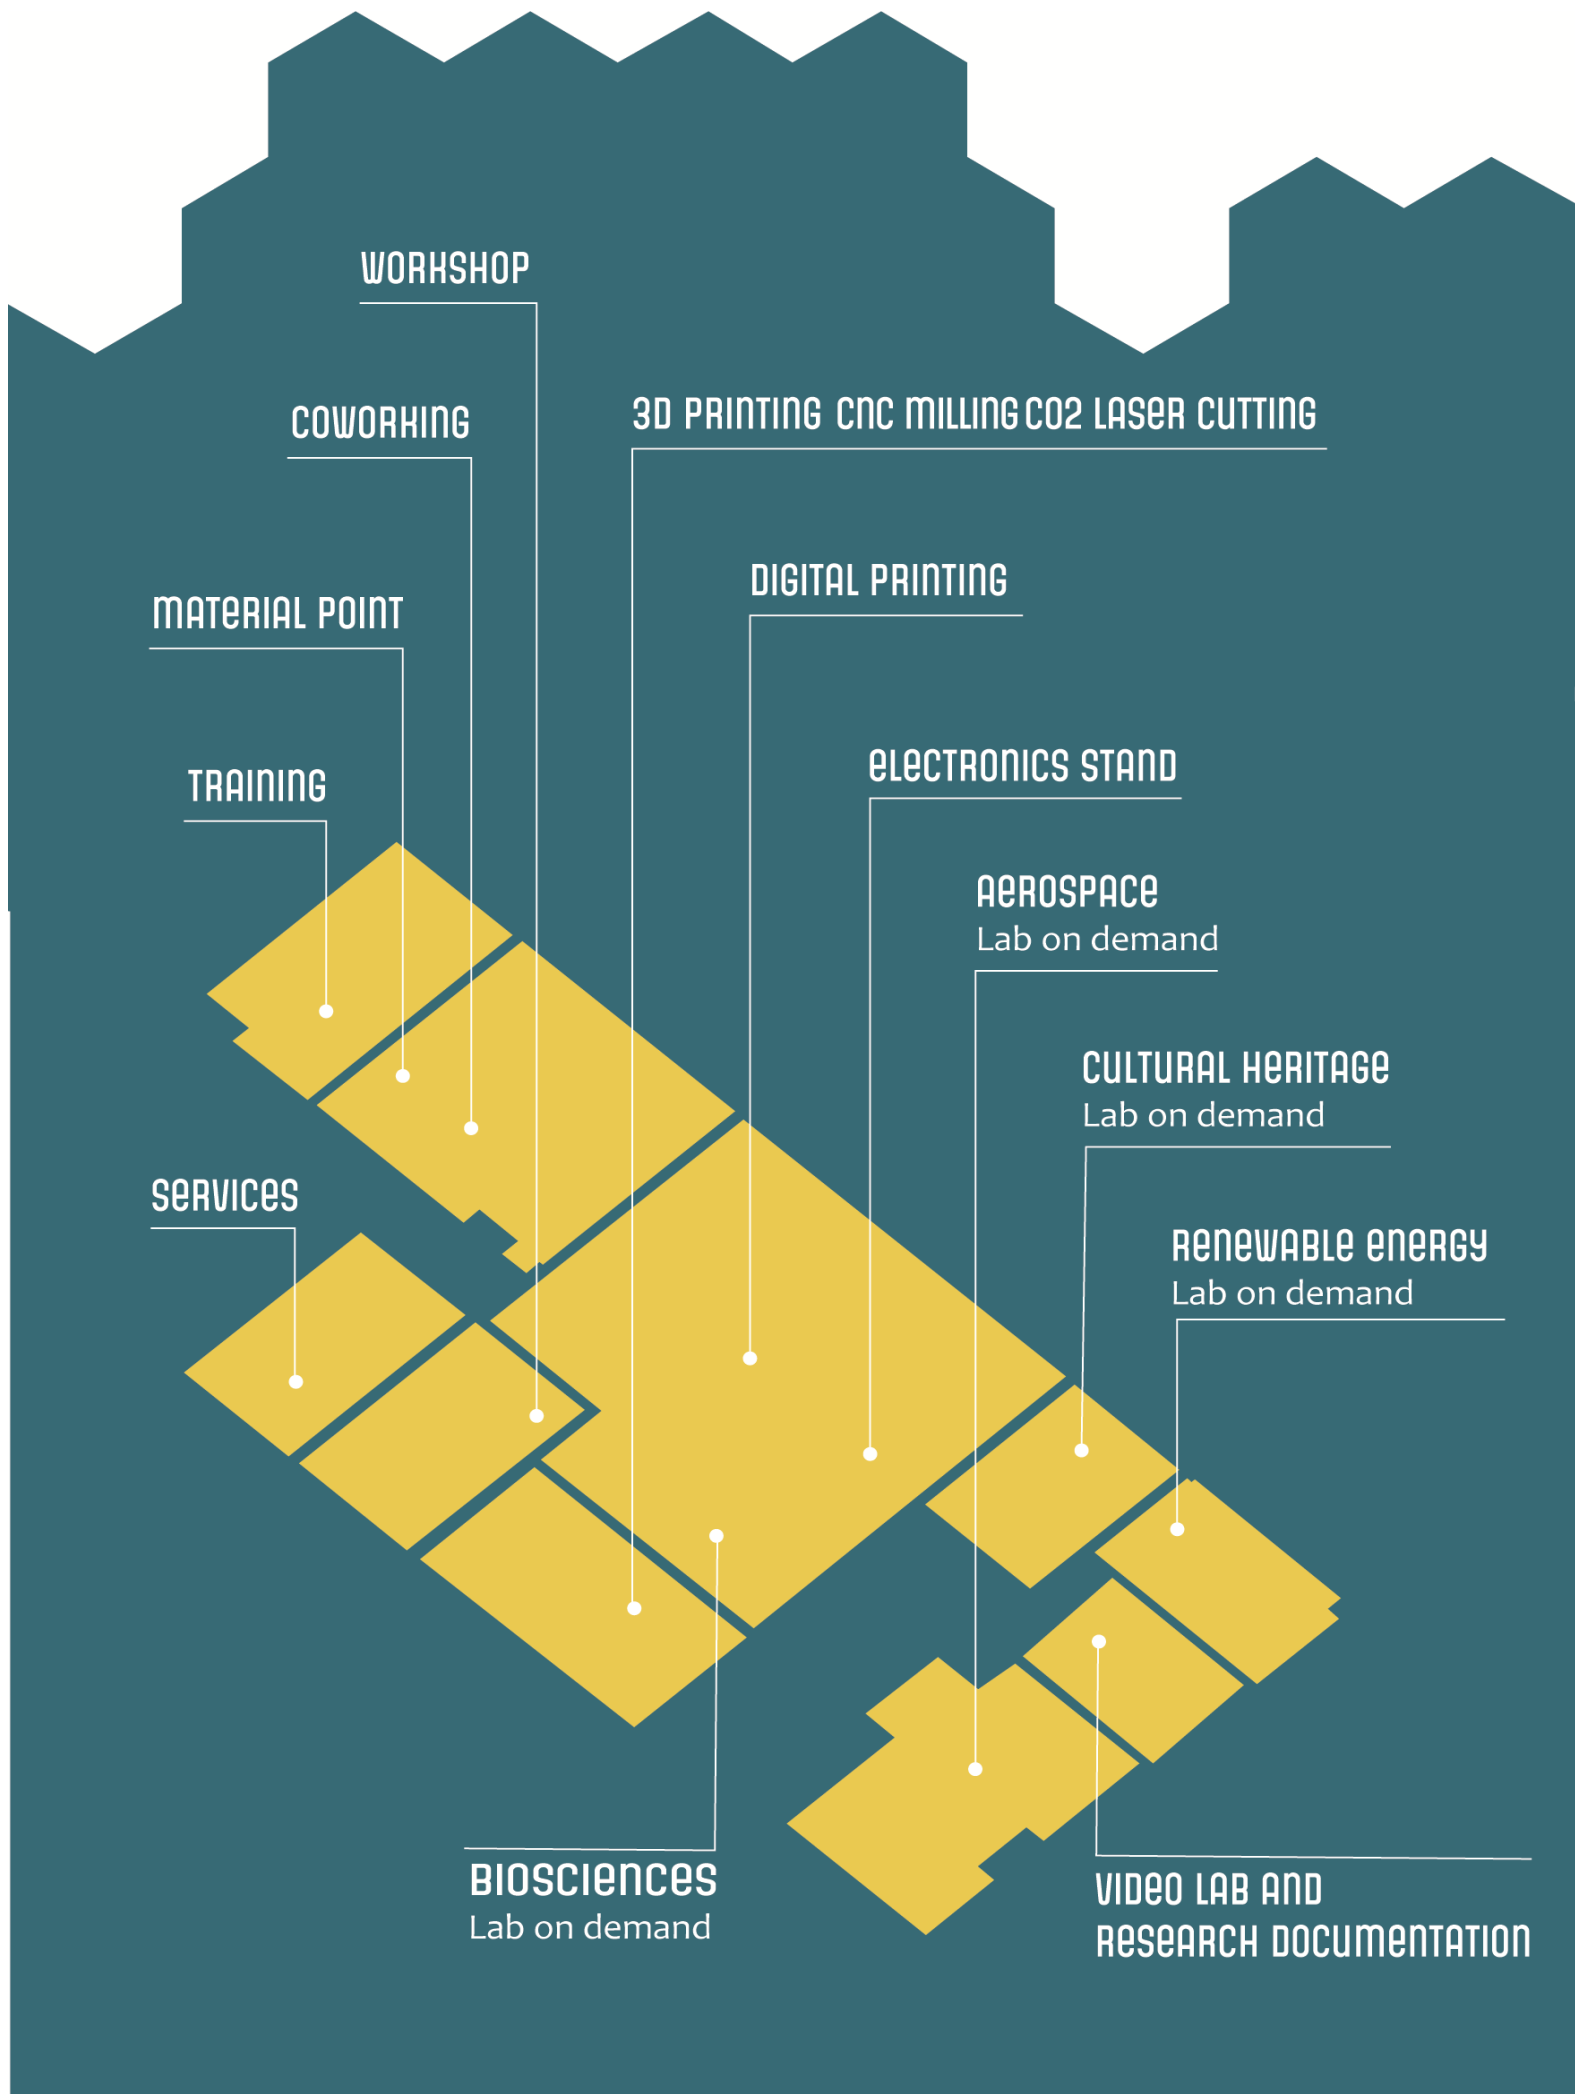 WORKSHOP
COWORKING
3D PRINTING CNC MILLING CO2 LASER CUTTING
DIGITAL PRINTING
MATERIAL POINT
ELECTRONICS STAND
TRAINING
AEROSPACE
Lab on demand
CULTURAL HERITAGE
Lab on demand
SERVICES
RENEWABLE ENERGY
Lab on demand
BIOSCIENCES
Lab on demand
VIDEO LAB AND
RESEARCH DOCUMENTATION